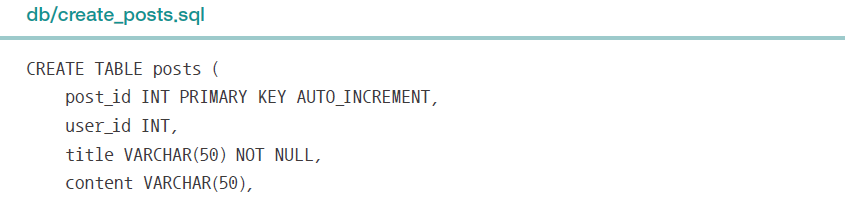 db/create_posts.sql
CREATE TABLE posts (
    post_id INT PRIMARY KEY AUTO_INCREMENT,
    user_id INT,
    title VARCHAR(50) NOT NULL,
    content VARCHAR(50),